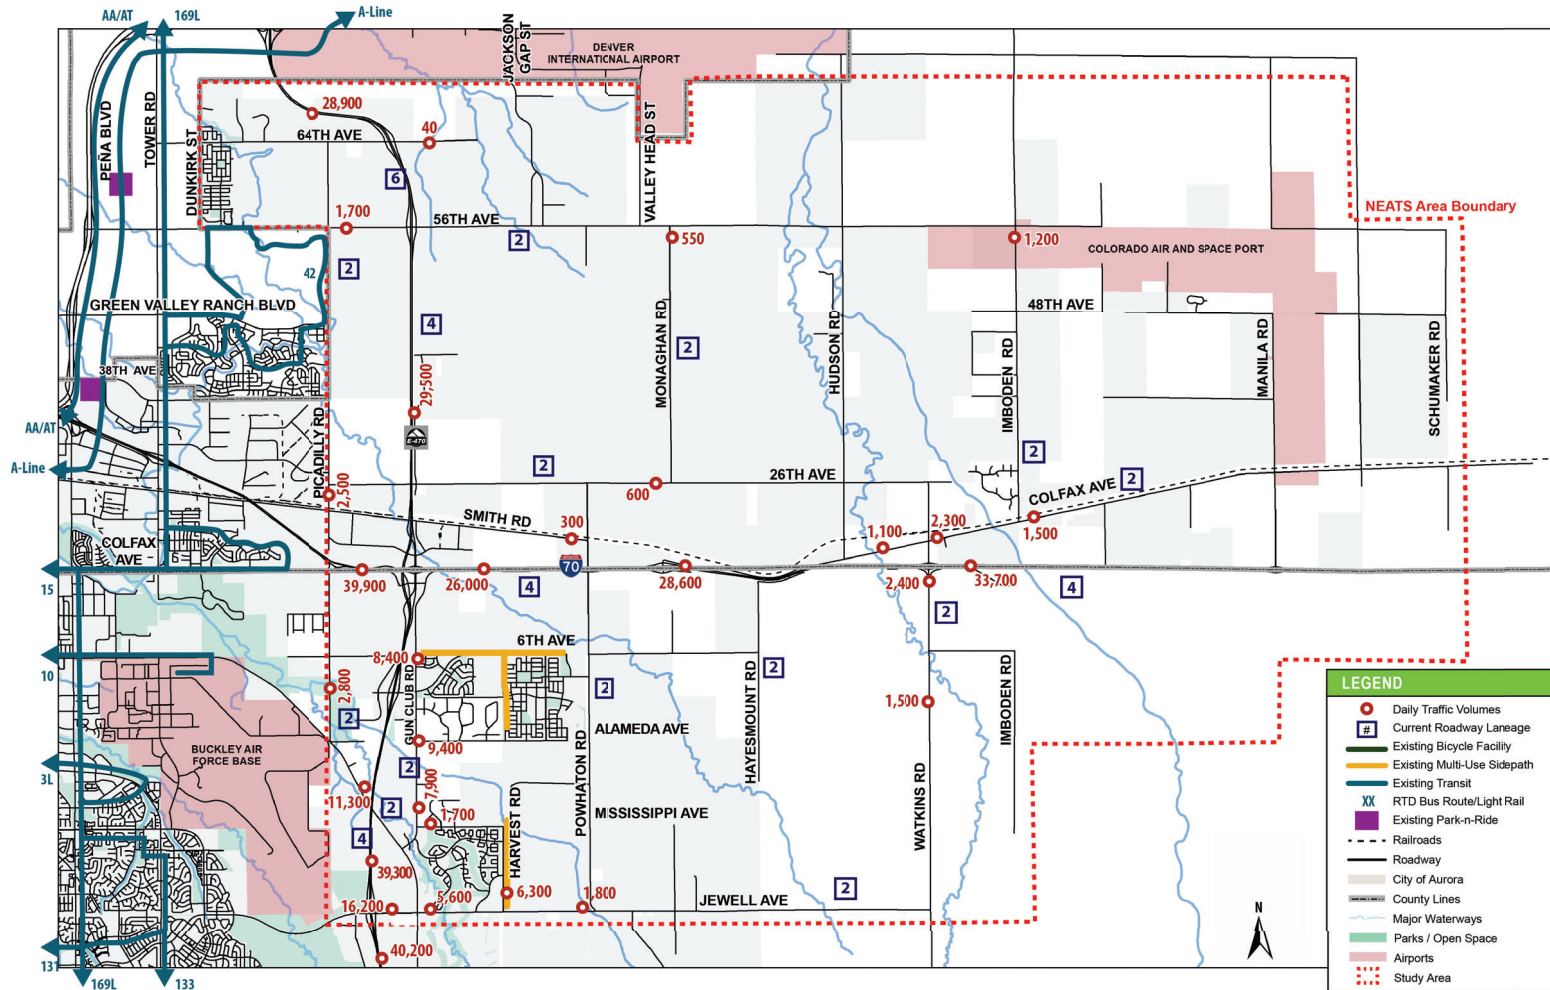 AA/AT
169L
A-Line
JACKSON
GAP ST
DENVER
INTERNATIONAL AIRPORT
PEÑA BLVD
TOWER RD
DUNKIRK ST
28,900
64TH AVE
40
VALLEY HEAD ST
6
1,700
56TH AVE
2
550
1,200
NEATS Area Boundary
COLORADO AIR AND SPACE PORT
42
2
GREEN VALLEY RANCH BLVD
4
48TH AVE
MONAGHAN RD
2
HUDSON RD
IMBODEN RD
MANILA RD
SCHUMAKER RD
38TH AVE
29,500
E-470
AA/AT
PICADILLY RD
A-Line
2
26TH AVE
2
2
2,500
600
COLFAX AVE
SMITH RD
300
1,100
2,300
1,500
COLFAX
AVE
INTERSTATE
70
39,900
26,000
28,600
2,400
33,700
15
4
4
2
6TH AVE
8,400
10
2,800
GUN CLUB RD
2
2
HAYESMOUNT RD
IMBODEN RD
1,500
2
ALAMEDA AVE
9,400
BUCKLEY AIR
FORCE BASE
3L
2
7,900
11,300
2
1,700
HARVEST RD
POWHATON RD
MISSISSIPPI AVE
WATKINS RD
4
39,300
6,300
2
16,200
5,600
1,800
JEWELL AVE
40,200
131
169L
133
N
LEGEND
Daily Traffic Volumes
# Current Roadway Laneage
Existing Bicycle Facility
Existing Multi-Use Sidepath
Existing Transit
XX RTD Bus Route/Light Rail
Existing Park-n-Ride
Railroads
Roadway
City of Aurora
County Lines
Major Waterways
Parks / Open Space
Airports
Study Area